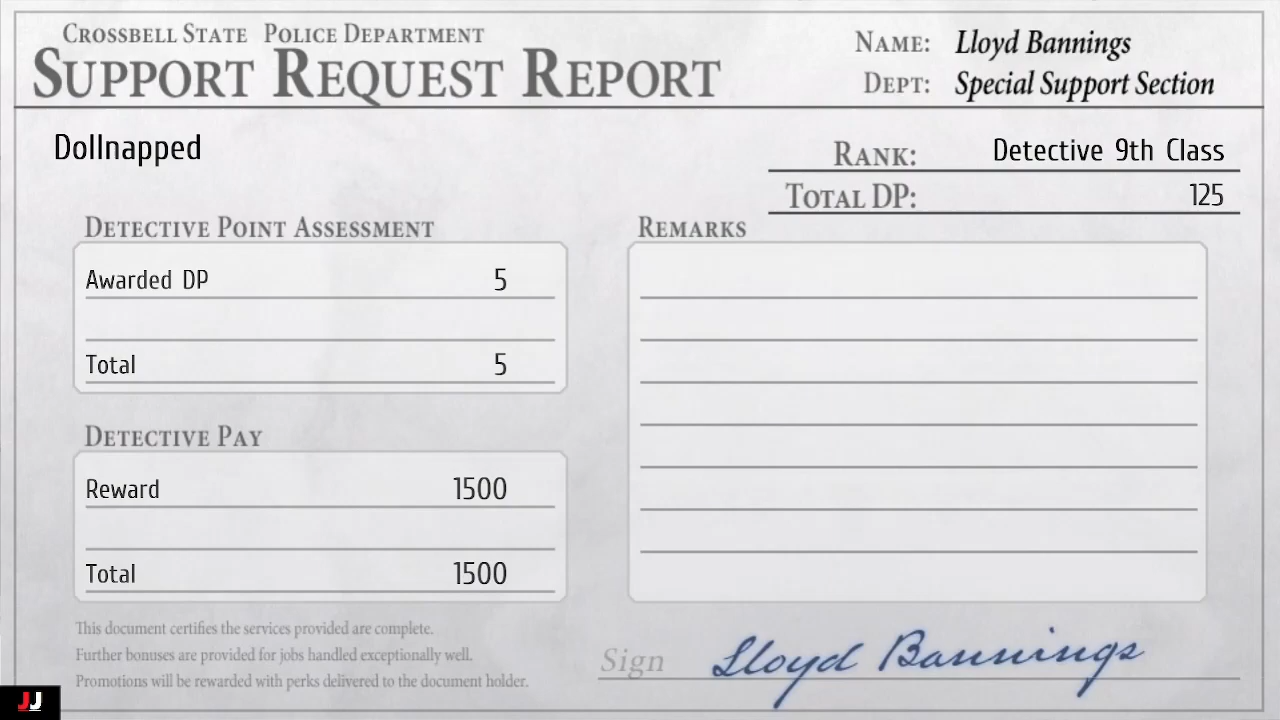 Crossbell State Police Department
Support Request Report
Name: Lloyd Bannings
Dept: Special Support Section
Dollnapped
Rank: Detective 9th Class
Total DP: 125
Detective Point Assessment
Awarded DP 5
Total 5
Remarks
Detective Pay
Reward 1500
Total 1500
This document certifies the services provided are complete.
Further bonuses are provided for jobs handled exceptionally well.
Promotions will be rewarded with perks delivered to the document holder.
Sign Lloyd Bannings
JJ